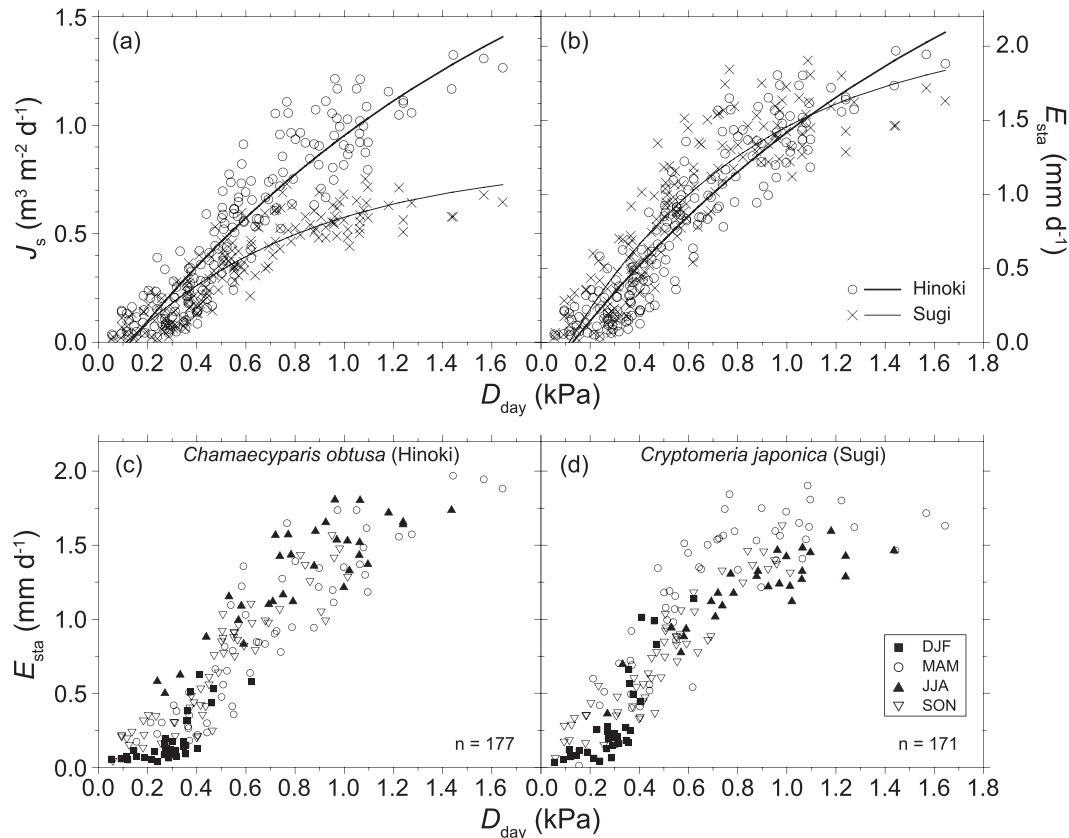 (a)
(b)
1.5
1.0
0.5
0.0
J_s (m³ m⁻² d⁻¹)
2.0
1.5
1.0
0.5
0.0
E_sta (mm d⁻¹)
Hinoki
Sugi
0.0 0.2 0.4 0.6 0.8 1.0 1.2 1.4 1.6 0.2 0.4 0.6 0.8 1.0 1.2 1.4 1.6 1.8
D_day (kPa)
(c) Chamaecyparis obtusa (Hinoki)
(d) Cryptomeria japonica (Sugi)
2.0
1.5
1.0
0.5
0.0
E_sta (mm d⁻¹)
DJF
MAM
JJA
SON
n = 177
n = 171
0.0 0.2 0.4 0.6 0.8 1.0 1.2 1.4 1.6 0.2 0.4 0.6 0.8 1.0 1.2 1.4 1.6 1.8
D_day (kPa)